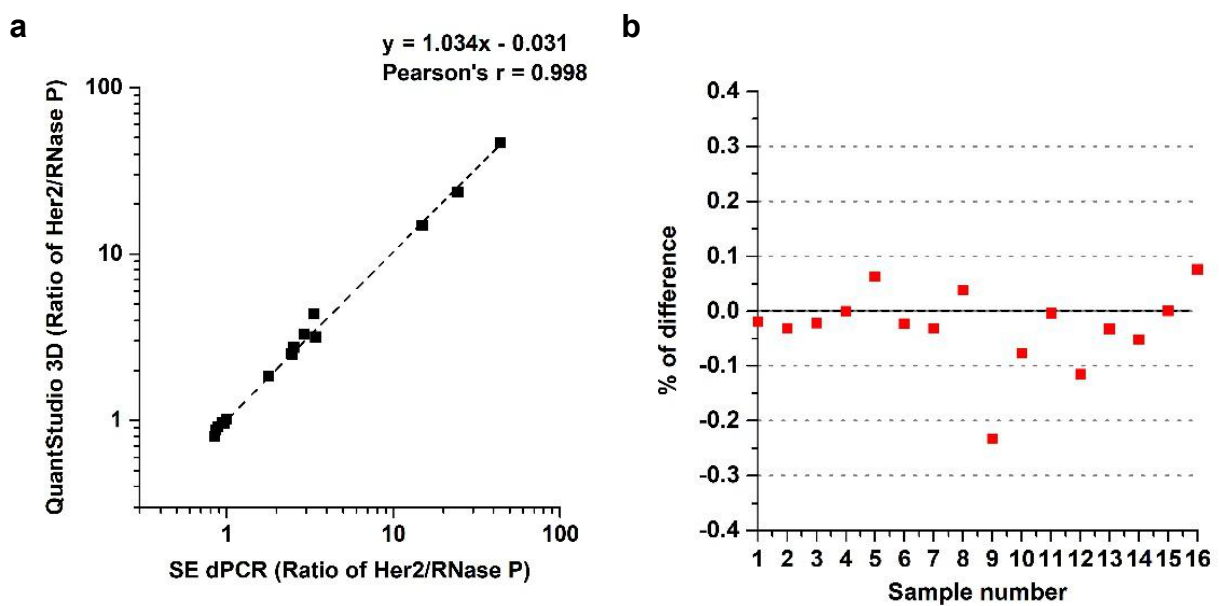 a
y = 1.034x - 0.031
Pearson's r = 0.998
QuantStudio 3D (Ratio of Her2/RNase P)
100
10
1
1
10
100
SE dPCR (Ratio of Her2/RNase P)
b
% of difference
0.4
0.3
0.2
0.1
0.0
-0.1
-0.2
-0.3
-0.4
1 2 3 4 5 6 7 8 9 10 11 12 13 14 15 16
Sample number